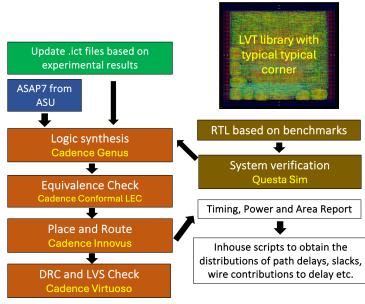 Update .ict files based on
experimental results
ASAP7 from
ASU
Logic synthesis
Cadence Genus
Equivalence Check
Cadence Conformal LEC
Place and Route
Cadence Innovus
DRC and LVS Check
Cadence Virtuoso
LVT library with
typical typical
corner
RTL based on benchmarks
System verification
Questa Sim
Timing, Power and Area Report
Inhouse scripts to obtain the
distributions of path delays, slacks,
wire contributions to delay etc.